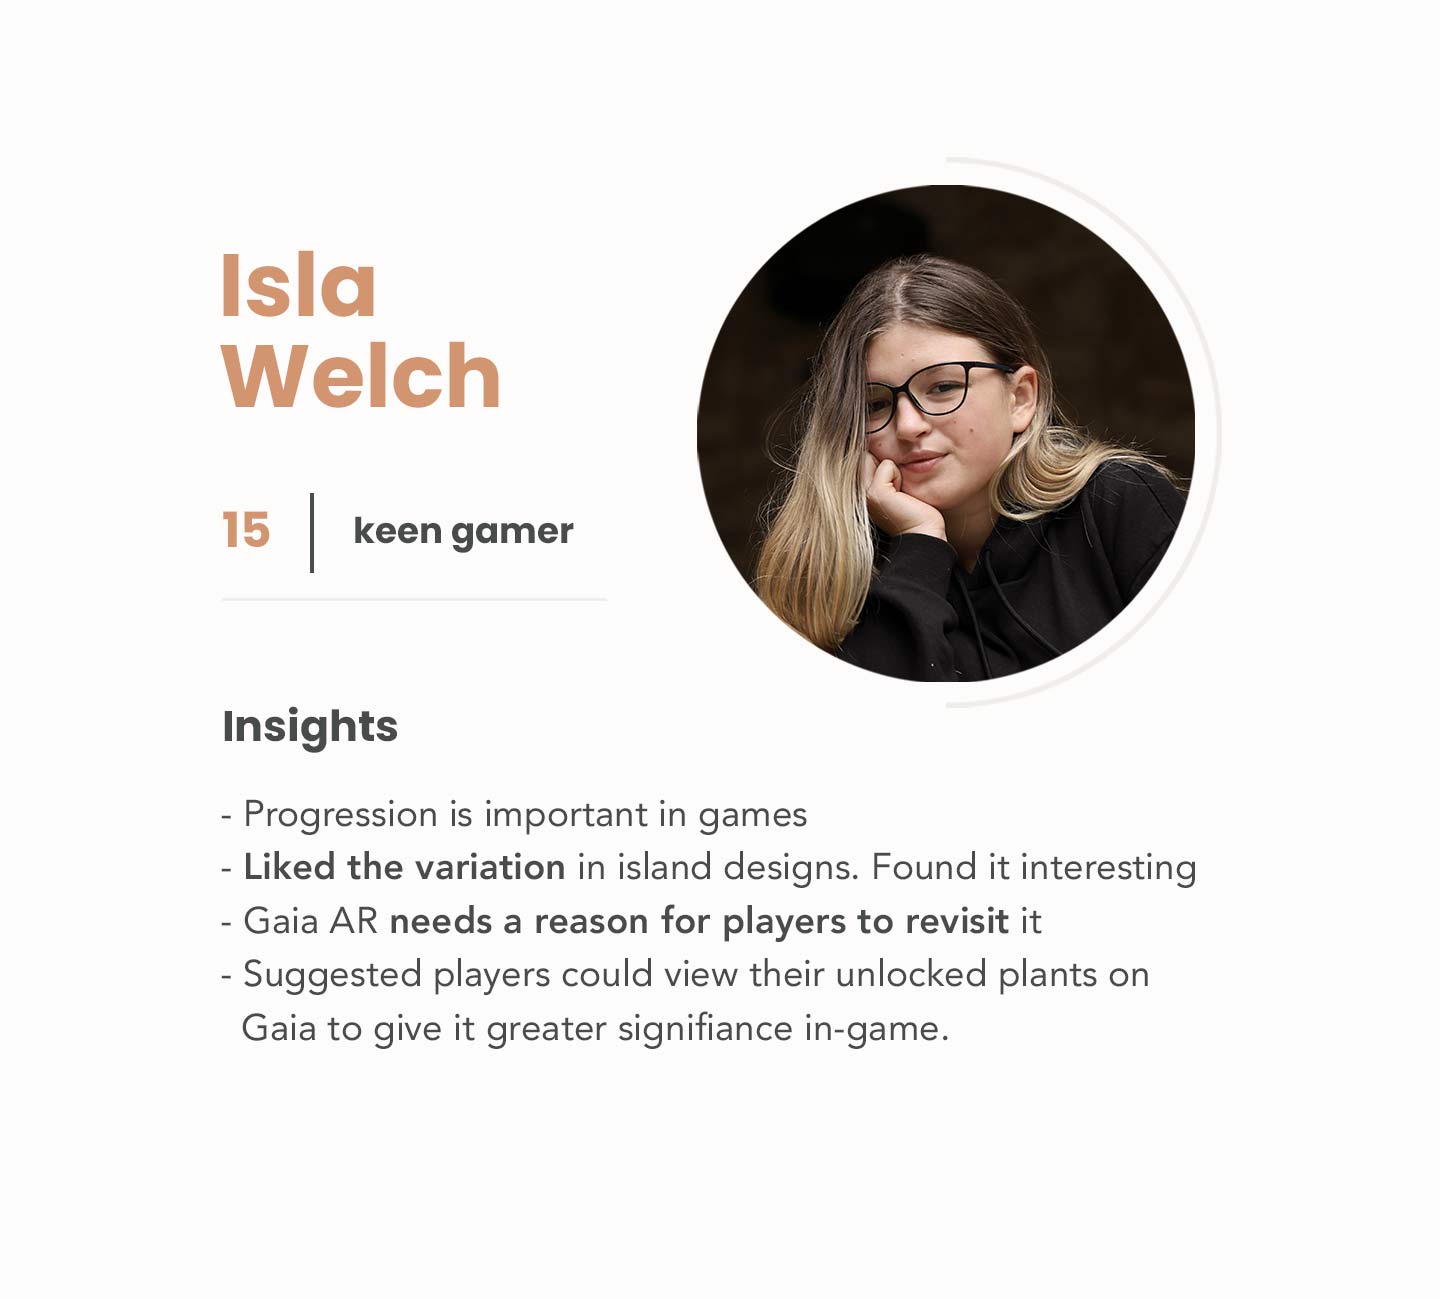 Isla
Welch
15 keen gamer
Insights
- Progression is important in games
- Liked the variation in island designs. Found it interesting
- Gaia AR needs a reason for players to revisit it
- Suggested players could view their unlocked plants on
Gaia to give it greater signifiance in-game.